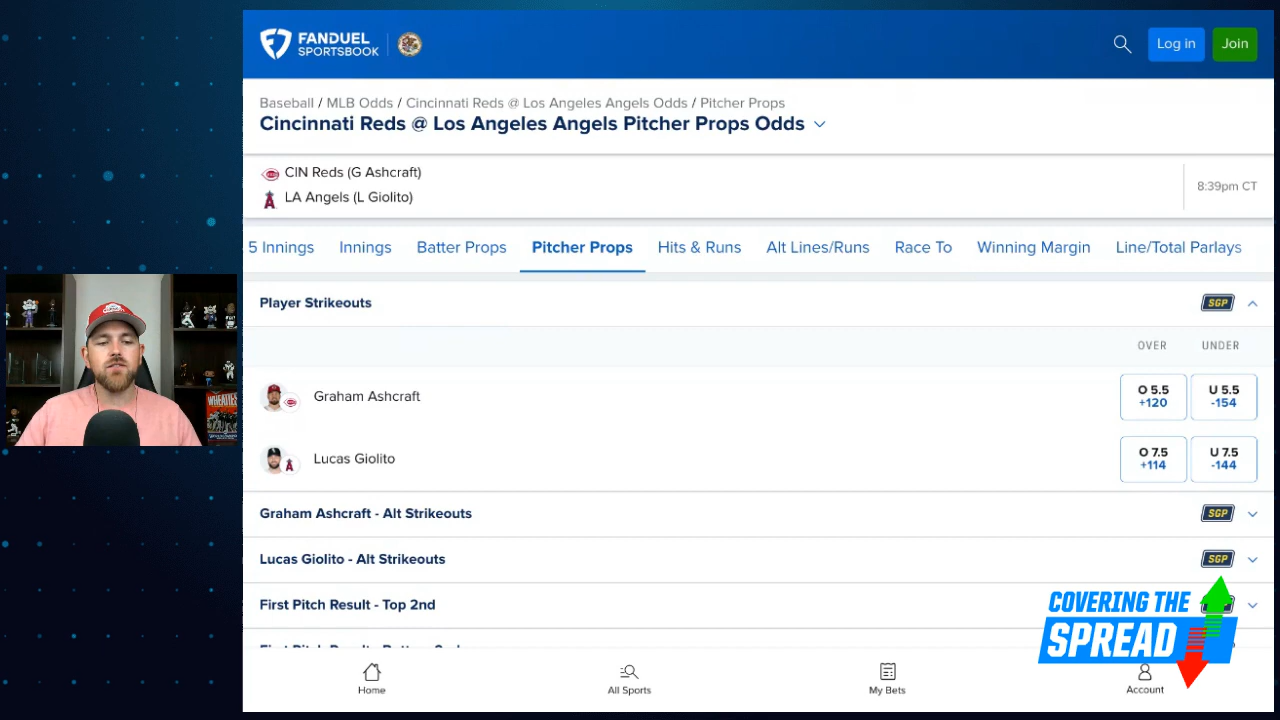 FANDUEL
SPORTSBOOK
Log in
Join
Baseball / MLB Odds / Cincinnati Reds @ Los Angeles Angels Odds / Pitcher Props
Cincinnati Reds @ Los Angeles Angels Pitcher Props Odds
CIN Reds (G Ashcraft)
LA Angels (L Giolito)
8:39pm CT
5 Innings
Innings
Batter Props
Pitcher Props
Hits & Runs
Alt Lines/Runs
Race To
Winning Margin
Line/Total Parlays
Player Strikeouts
SGP
OVER
UNDER
Graham Ashcraft
O 5.5
+120
U 5.5
-154
Lucas Giolito
O 7.5
+114
U 7.5
-144
Graham Ashcraft - Alt Strikeouts
SGP
Lucas Giolito - Alt Strikeouts
SGP
First Pitch Result - Top 2nd
COVERING THE
SPREAD
WHEATIES
Home
All Sports
My Bets
Account